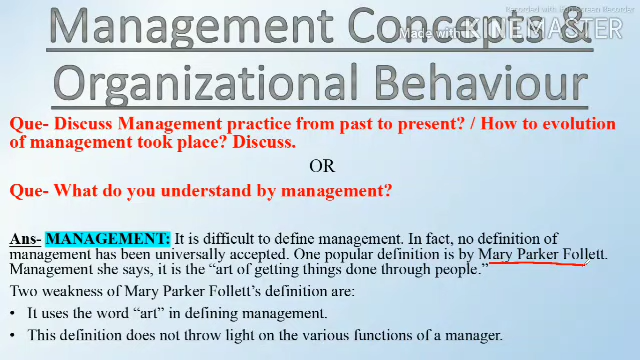 Recorded with
Made with KINEMASTER
Management Concepts &
Organizational Behaviour
Que- Discuss Management practice from past to present? / How to evolution
of management took place? Discuss.
OR
Que- What do you understand by management?
Ans- MANAGEMENT: It is difficult to define management. In fact, no definition of
management has been universally accepted. One popular definition is by Mary Parker Follett.
Management she says, it is the “art of getting things done through people.”
Two weakness of Mary Parker Follett’s definition are:
• It uses the word “art” in defining management.
• This definition does not throw light on the various functions of a manager.